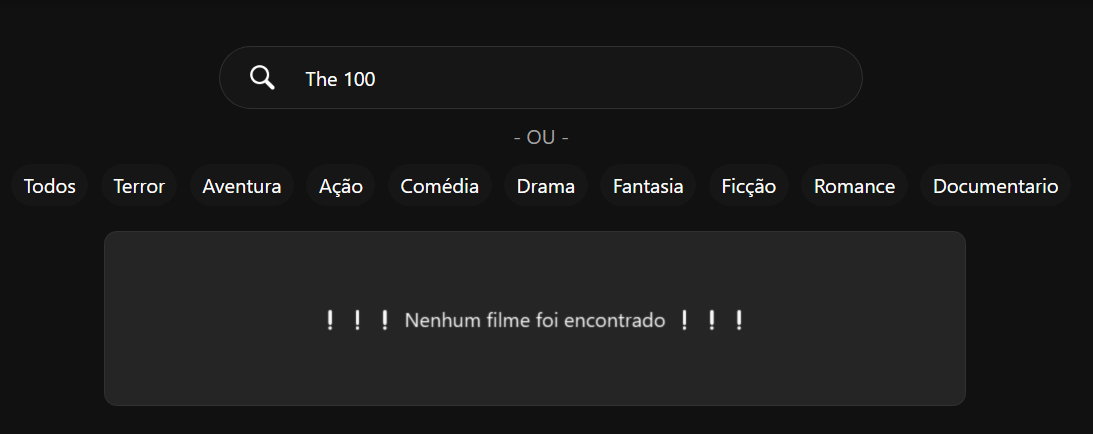 The 100
- OU -
Todos Terror Aventura Ação Comédia Drama Fantasia Ficção Romance Documentario
❕ ❕ ❕ Nenhum filme foi encontrado ❕ ❕ ❕